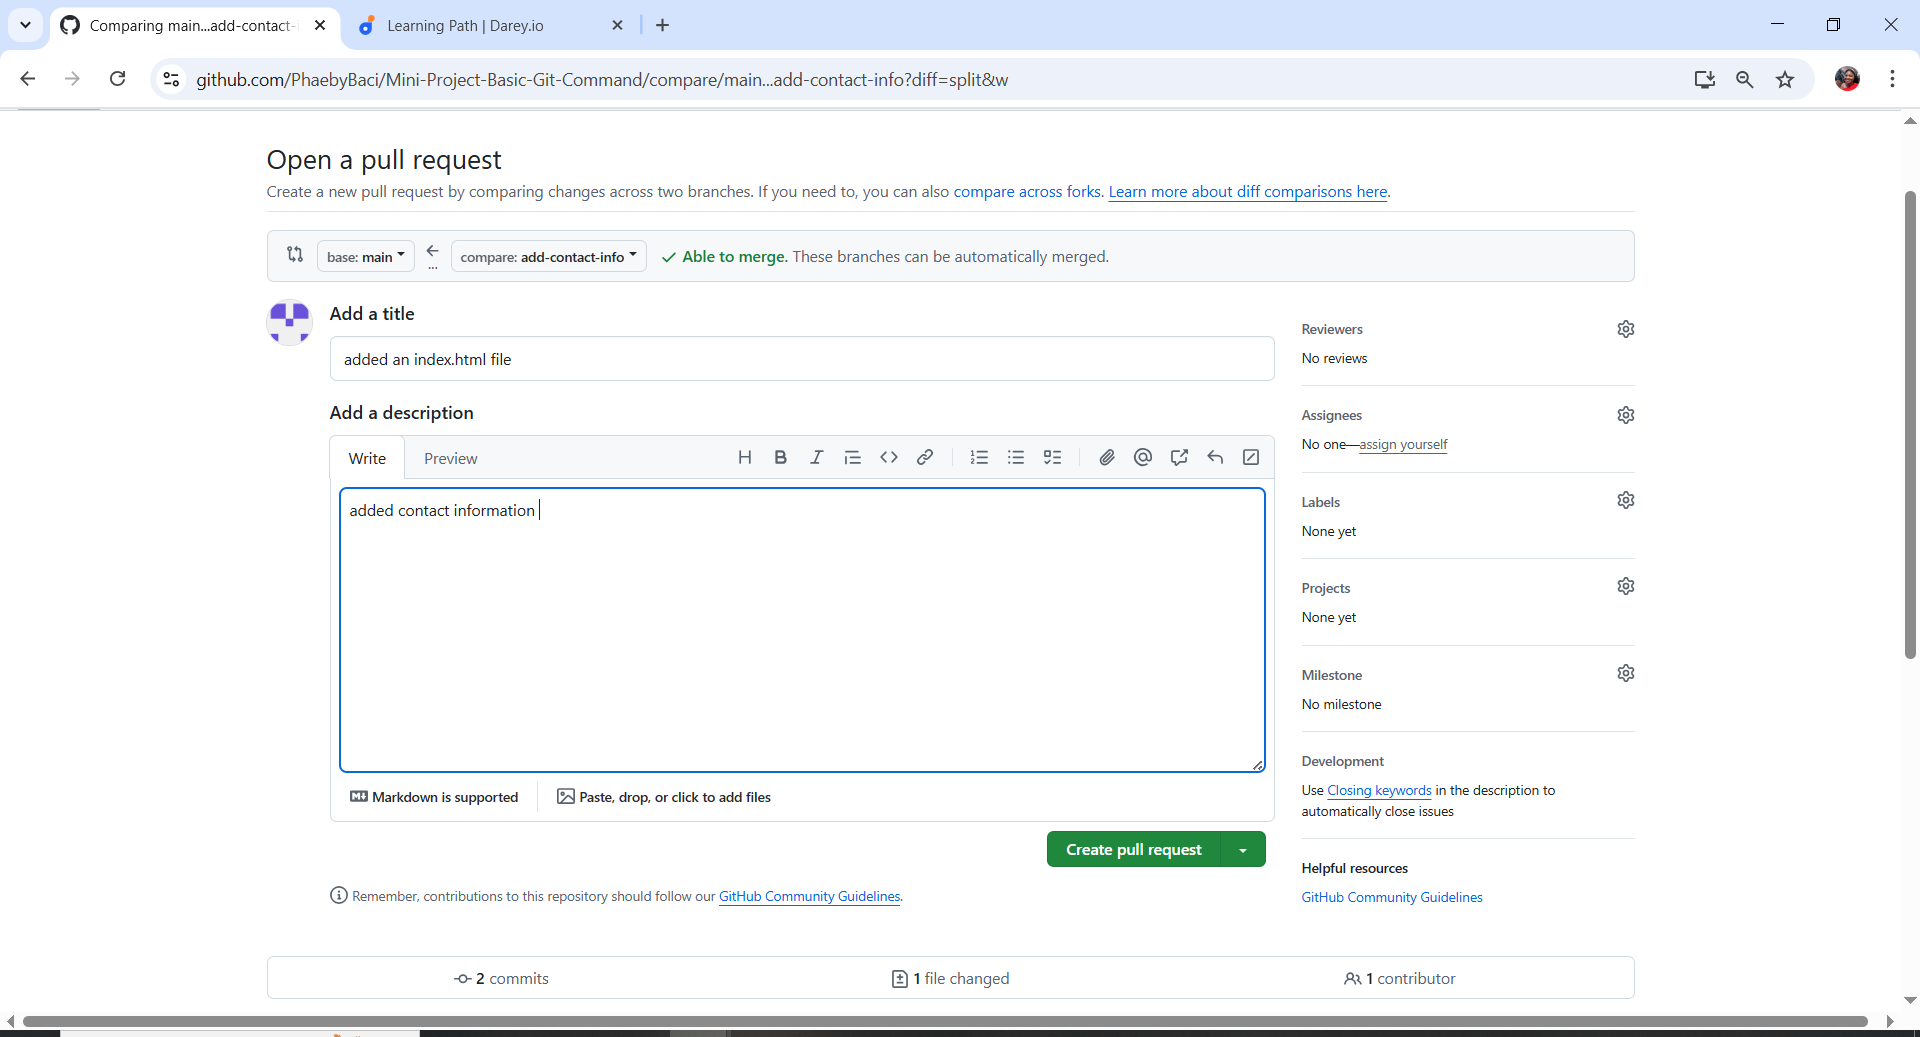 Comparing main...add-contact-i
Learning Path | Darey.io
github.com/PhaebyBaci/Mini-Project-Basic-Git-Command/compare/main...add-contact-info?diff=split&w
Open a pull request
Create a new pull request by comparing changes across two branches. If you need to, you can also compare across forks. Learn more about diff comparisons here.
base: main
...
compare: add-contact-info
Able to merge. These branches can be automatically merged.
Add a title
added an index.html file
Add a description
Write
Preview
added contact information
Markdown is supported
Paste, drop, or click to add files
Create pull request
Remember, contributions to this repository should follow our GitHub Community Guidelines.
Reviewers
No reviews
Assignees
No one—assign yourself
Labels
None yet
Projects
None yet
Milestone
No milestone
Development
Use Closing keywords in the description to
automatically close issues
Helpful resources
GitHub Community Guidelines
2 commits
1 file changed
1 contributor